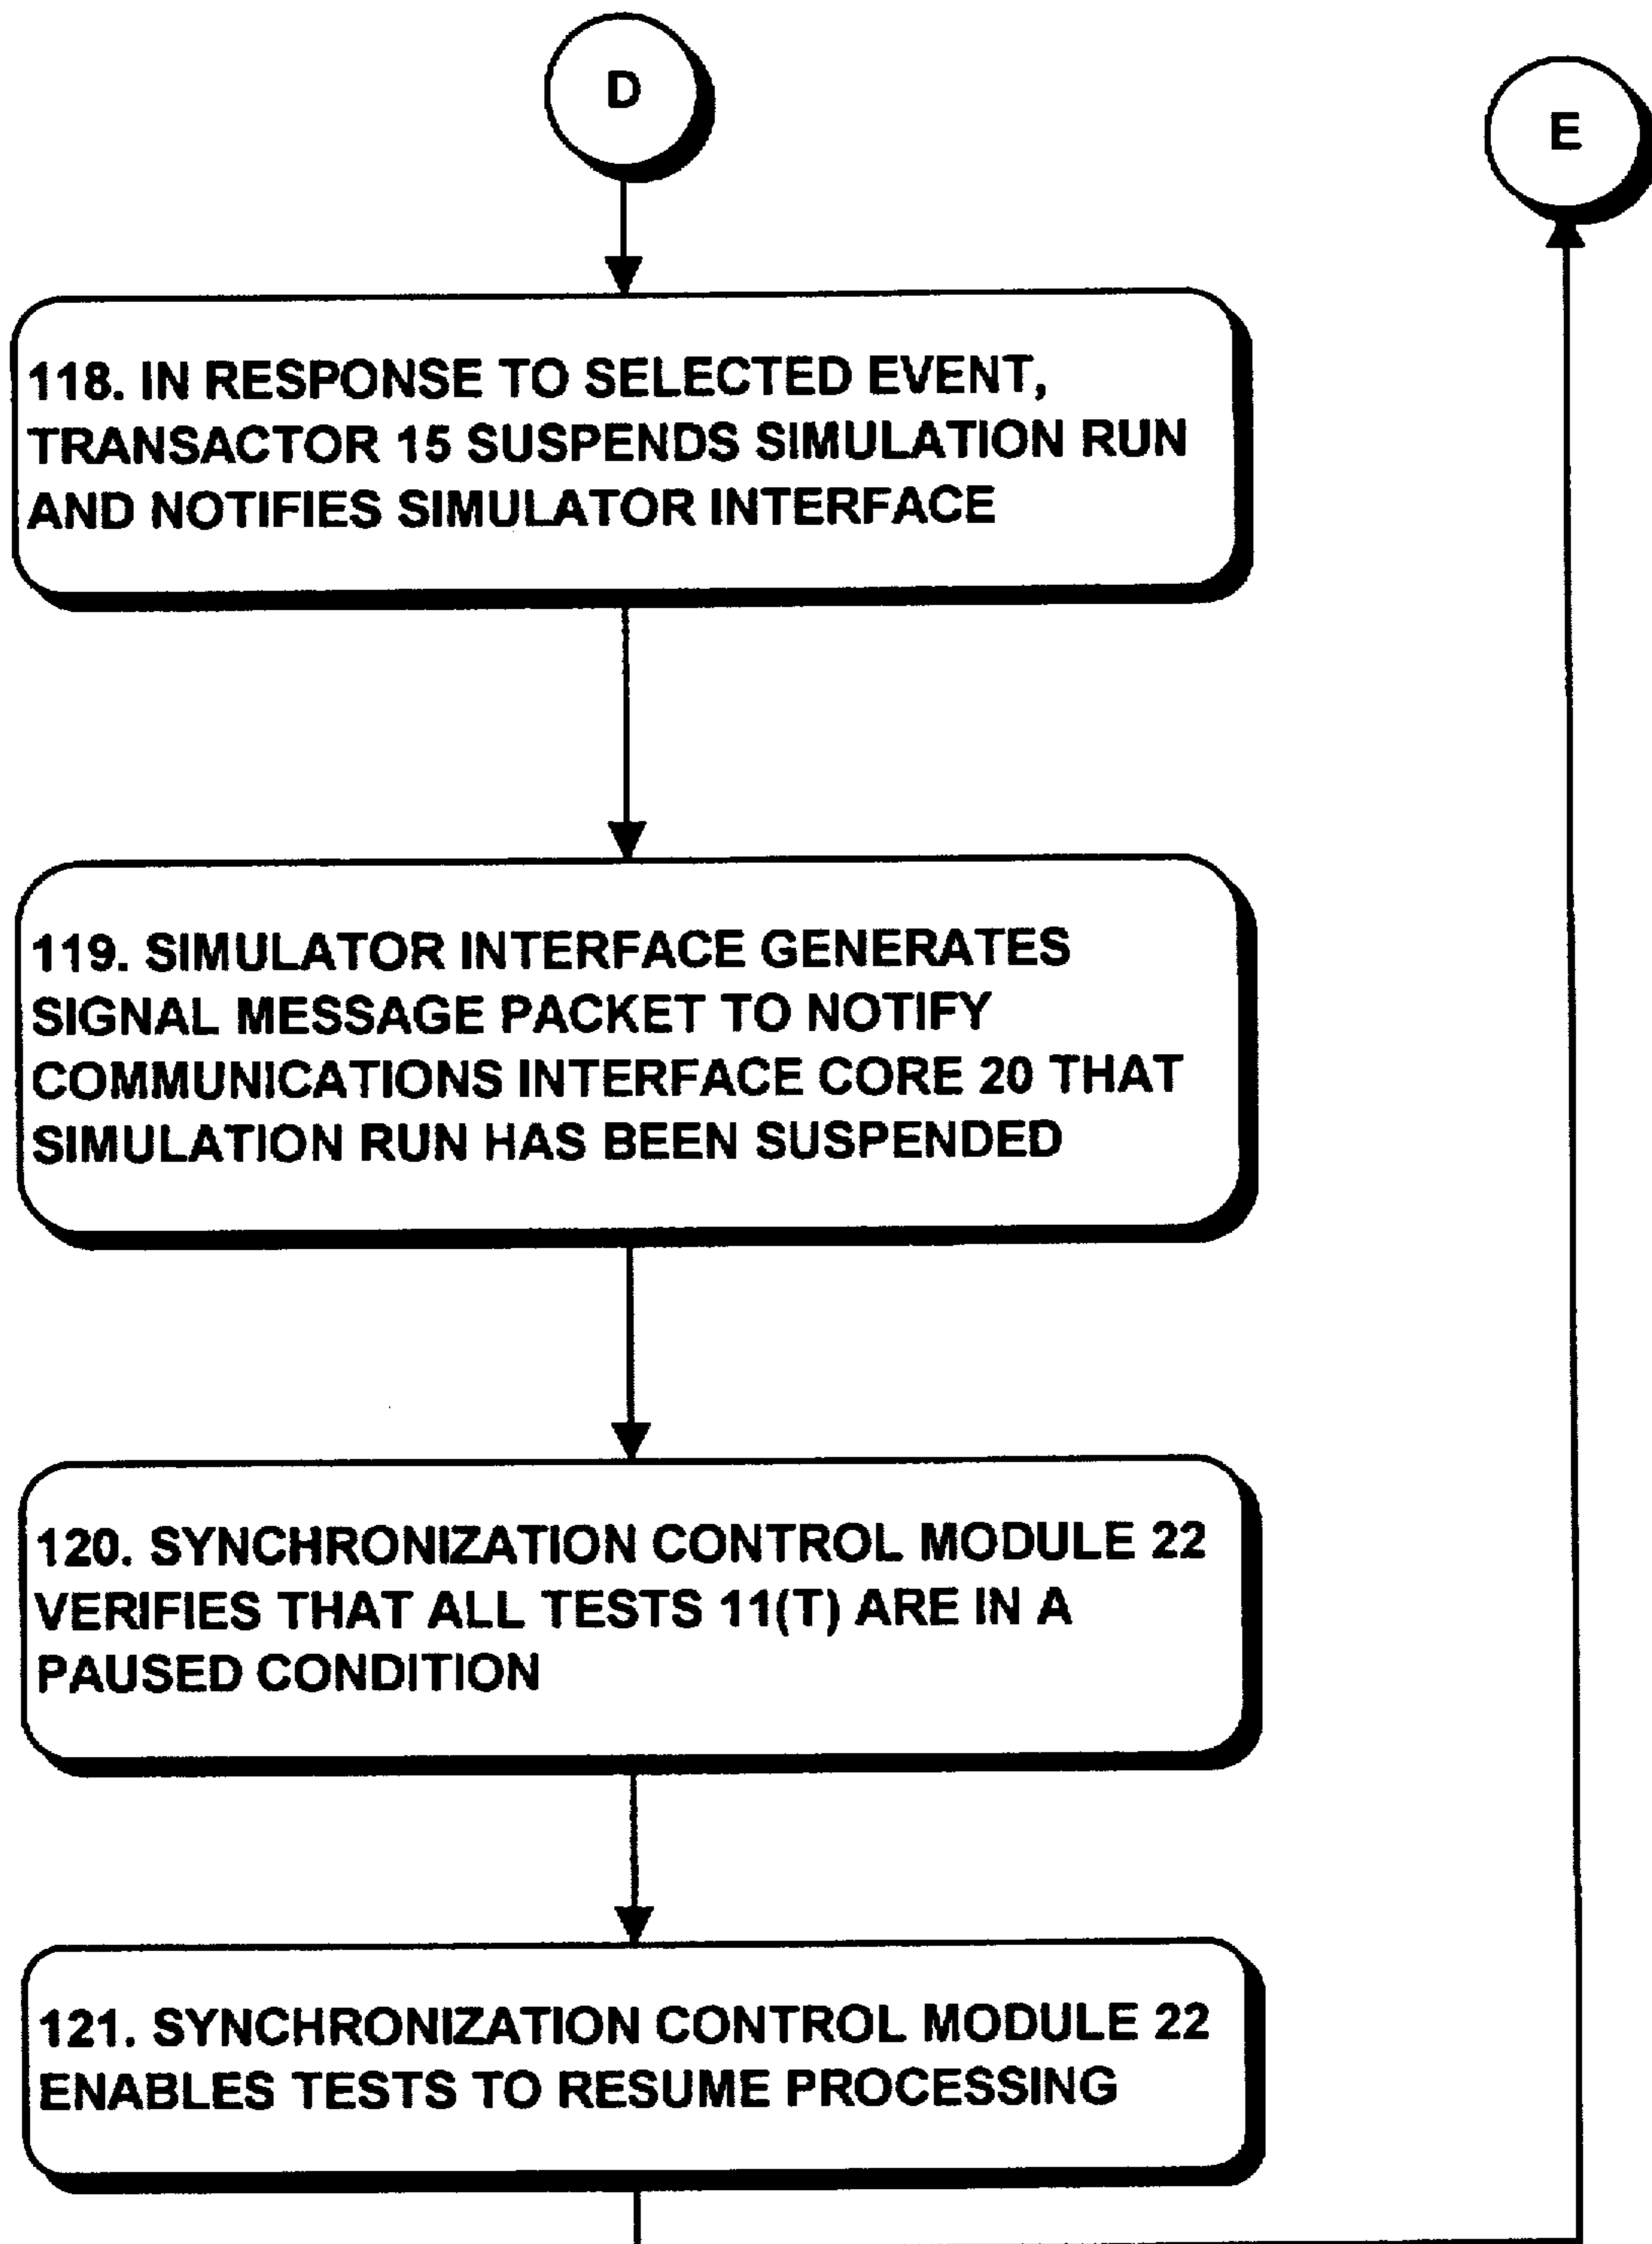 D
E
118. IN RESPONSE TO SELECTED EVENT,
TRANSACTOR 15 SUSPENDS SIMULATION RUN
AND NOTIFIES SIMULATOR INTERFACE
119. SIMULATOR INTERFACE GENERATES
SIGNAL MESSAGE PACKET TO NOTIFY
COMMUNICATIONS INTERFACE CORE 20 THAT
SIMULATION RUN HAS BEEN SUSPENDED
120. SYNCHRONIZATION CONTROL MODULE 22
VERIFIES THAT ALL TESTS 11(T) ARE IN A
PAUSED CONDITION
121. SYNCHRONIZATION CONTROL MODULE 22
ENABLES TESTS TO RESUME PROCESSING